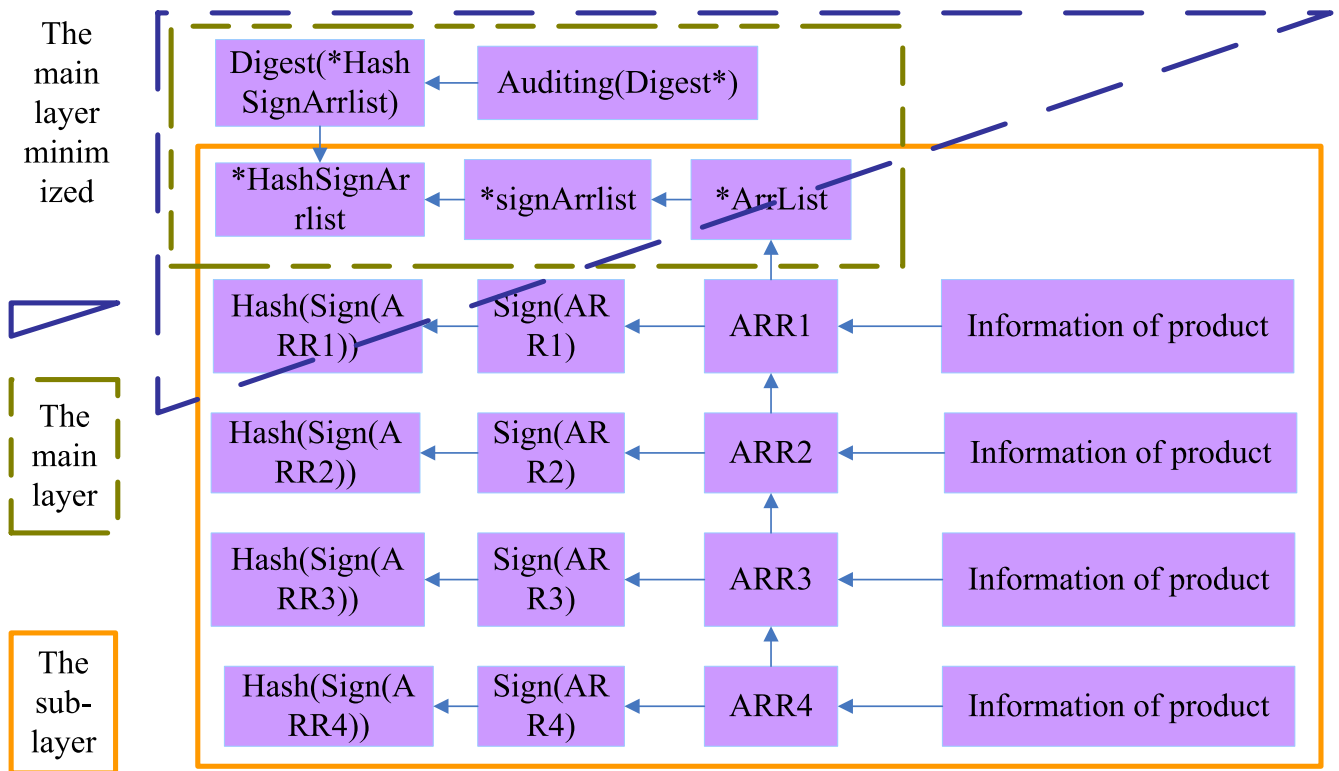 The
main
layer
minim
ized
Digest(*Hash
SignArrlist)
Auditing(Digest*)
*HashSignAr
rlist
*signArrlist
*ArrList
Hash(Sign(A
RR1))
Sign(AR
R1)
ARR1
Information of product
The
main
layer
Hash(Sign(A
RR2))
Sign(AR
R2)
ARR2
Information of product
Hash(Sign(A
RR3))
Sign(AR
R3)
ARR3
Information of product
The
sub-
layer
Hash(Sign(A
RR4))
Sign(AR
R4)
ARR4
Information of product